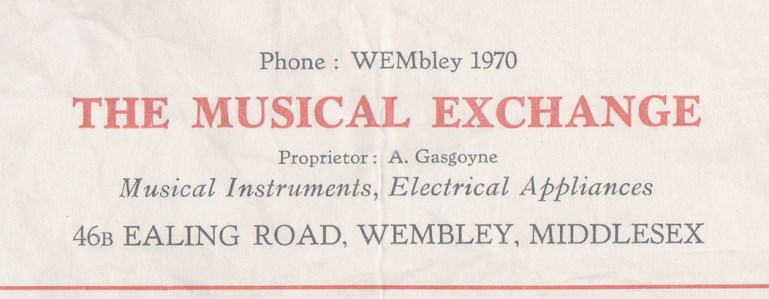 Phone : WEMbley 1970
THE MUSICAL EXCHANGE
Proprietor : A. Gasgoyne
Musical Instruments, Electrical Appliances
46B EALING ROAD, WEMBLEY, MIDDLESEX